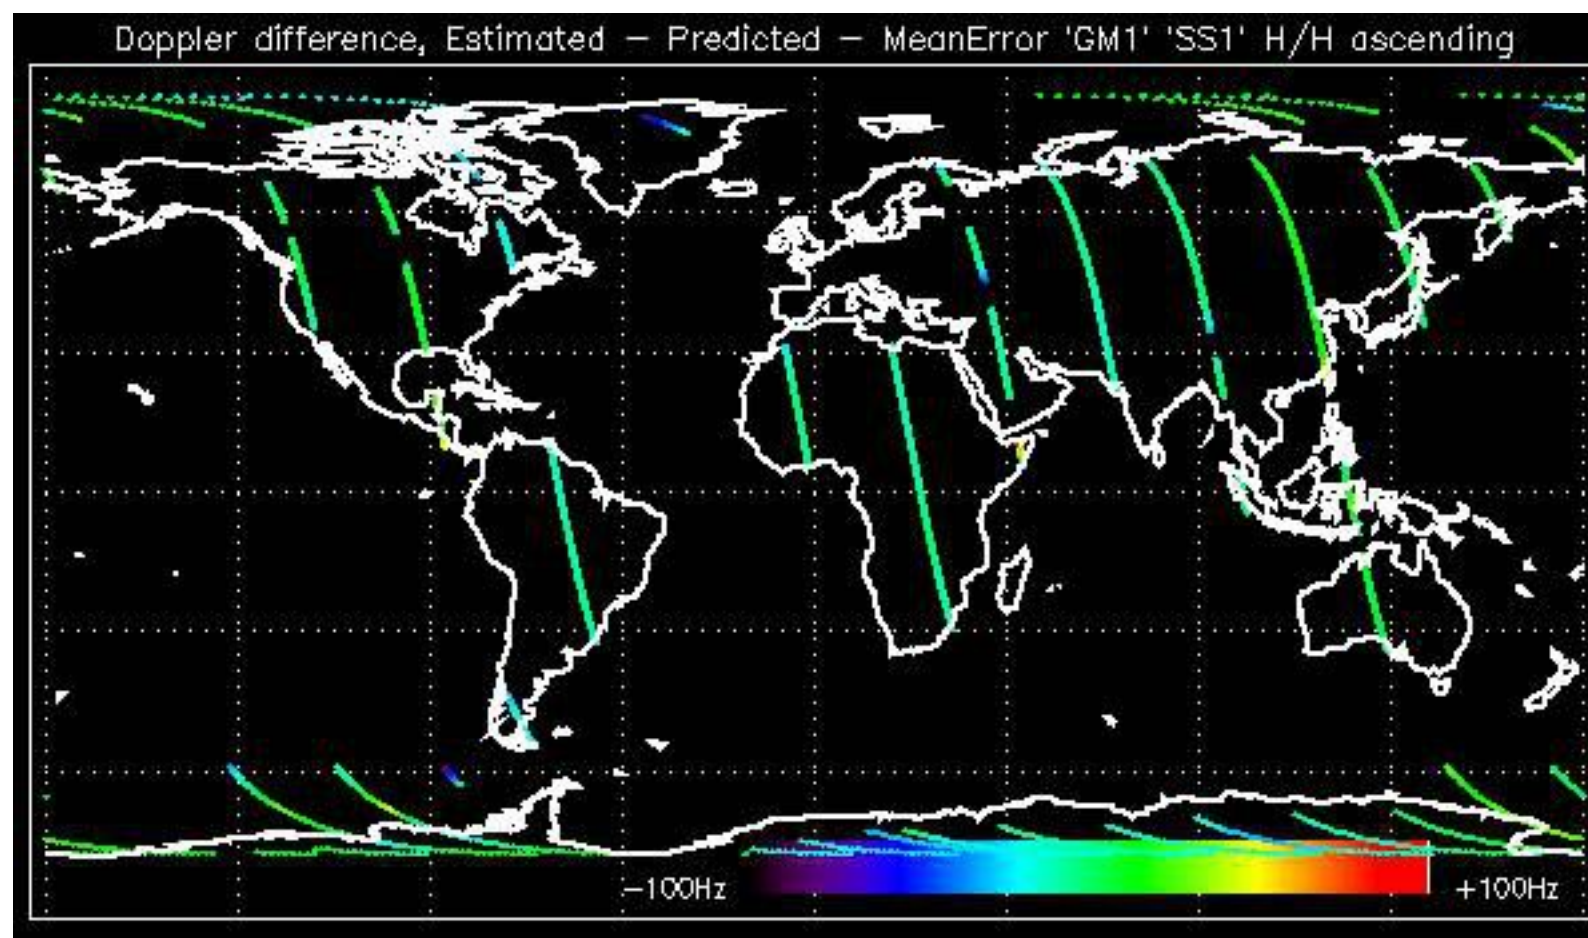 Doppler difference, Estimated — Predicted — MeanError 'GM1' 'SS1' H/H ascending
−100Hz +100Hz